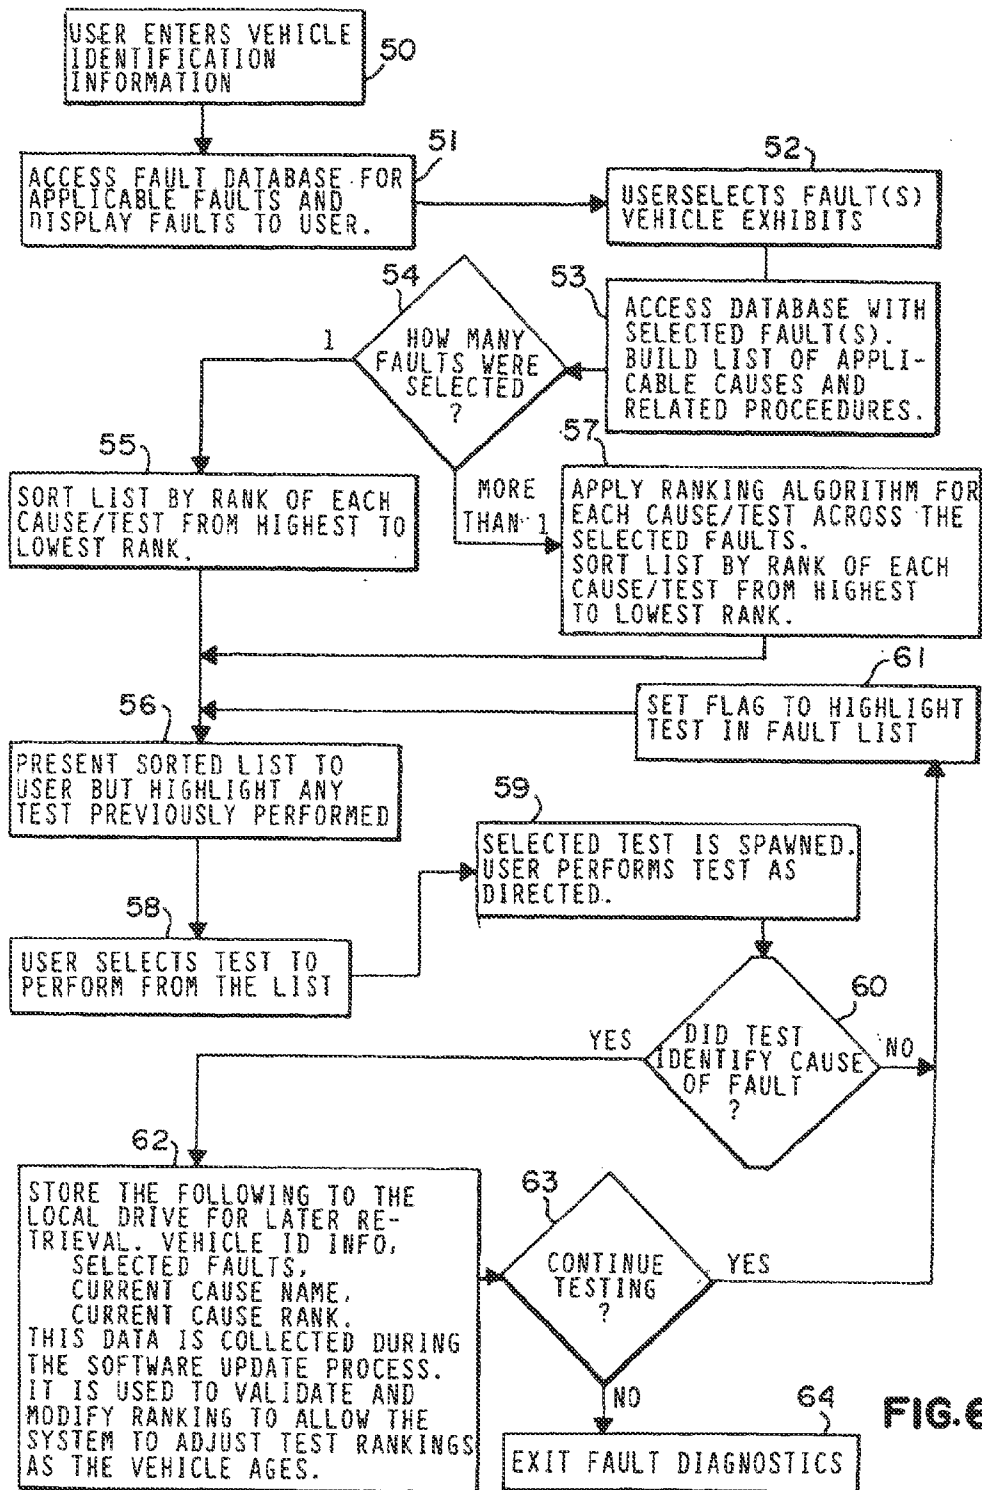 USER ENTERS VEHICLE
IDENTIFICATION
INFORMATION
50
51
ACCESS FAULT DATABASE FOR
APPLICABLE FAULTS AND
DISPLAY FAULTS TO USER.
52
USERSELECTS FAULT(S)
VEHICLE EXHIBITS
53
ACCESS DATABASE WITH
SELECTED FAULT(S).
BUILD LIST OF APPLI-
CABLE CAUSES AND
RELATED PROCEEDURES.
54
HOW MANY
FAULTS WERE
SELECTED
?
1
MORE
THAN 1
55
SORT LIST BY RANK OF EACH
CAUSE/TEST FROM HIGHEST TO
LOWEST RANK.
57
APPLY RANKING ALGORITHM FOR
EACH CAUSE/TEST ACROSS THE
SELECTED FAULTS.
SORT LIST BY RANK OF EACH
CAUSE/TEST FROM HIGHEST
TO LOWEST RANK.
61
SET FLAG TO HIGHLIGHT
TEST IN FAULT LIST
56
PRESENT SORTED LIST TO
USER BUT HIGHLIGHT ANY
TEST PREVIOUSLY PERFORMED
58
USER SELECTS TEST TO
PERFORM FROM THE LIST
59
SELECTED TEST IS SPAWNED.
USER PERFORMS TEST AS
DIRECTED.
60
DID TEST
IDENTIFY CAUSE
OF FAULT
?
YES
NO
62
STORE THE FOLLOWING TO THE
LOCAL DRIVE FOR LATER RE-
TRIEVAL. VEHICLE ID INFO,
SELECTED FAULTS,
CURRENT CAUSE NAME,
CURRENT CAUSE RANK.
THIS DATA IS COLLECTED DURING
THE SOFTWARE UPDATE PROCESS.
IT IS USED TO VALIDATE AND
MODIFY RANKING TO ALLOW THE
SYSTEM TO ADJUST TEST RANKINGS
AS THE VEHICLE AGES.
63
CONTINUE
TESTING
?
YES
NO
64
EXIT FAULT DIAGNOSTICS
FIG.6